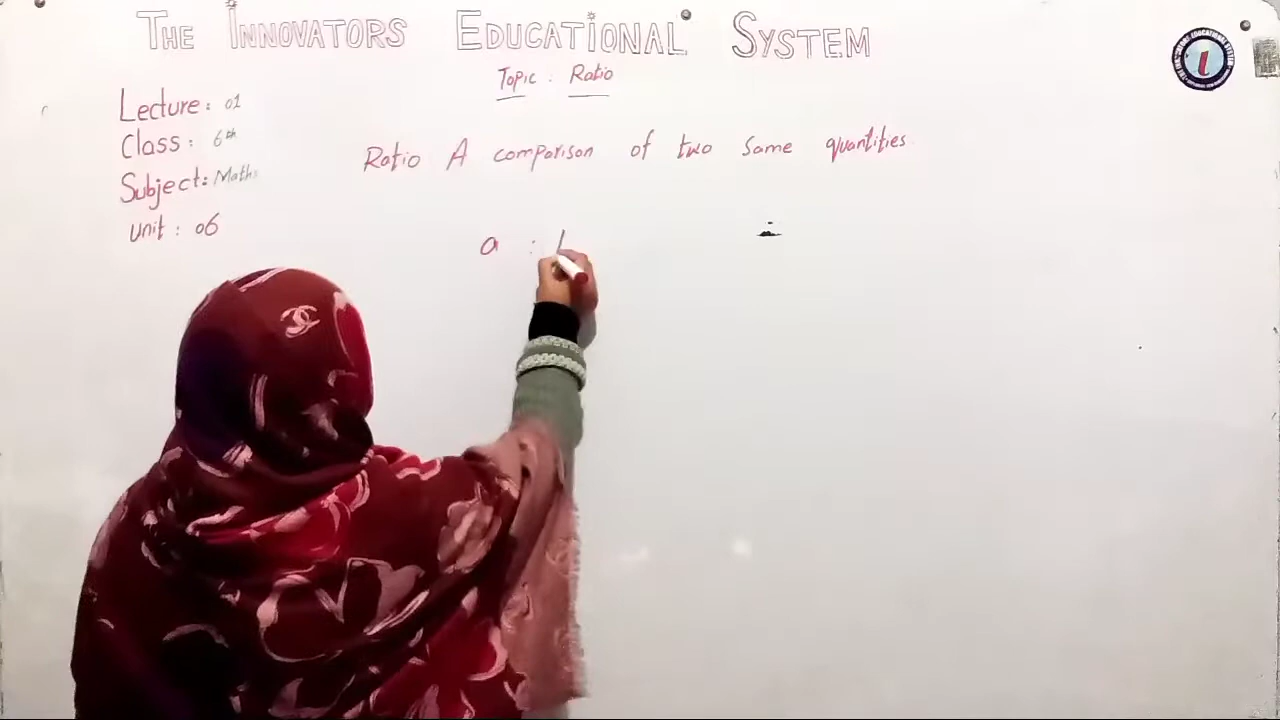 THE INNOVATORS EDUCATIONAL SYSTEM
Topic : Ratio
Lecture: 01
Class: 6th
Subject: Maths
Unit: 06
Ratio A comparison of two same quantities
a :